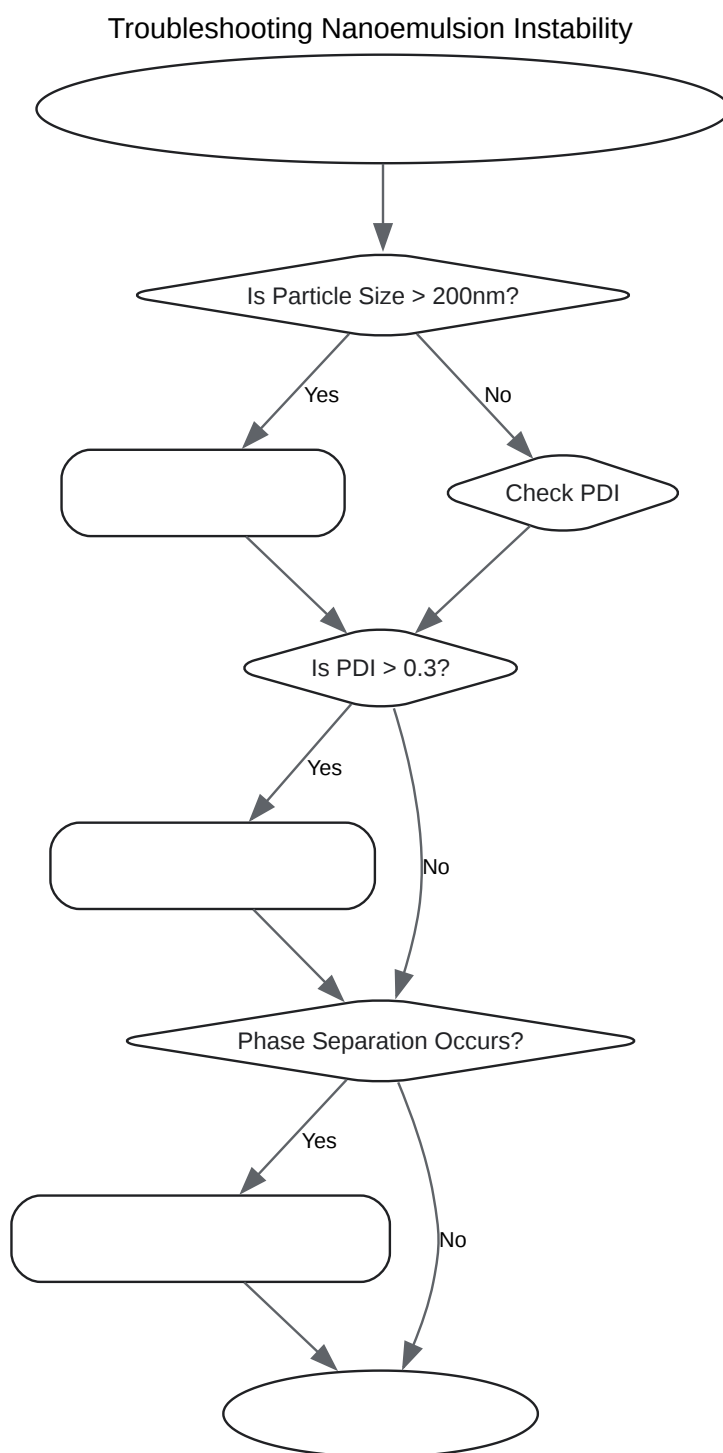 Troubleshooting Nanoemulsion Instability
Is Particle Size > 200nm?
Yes
No
Check PDI
Is PDI > 0.3?
Yes
No
Phase Separation Occurs?
Yes
No